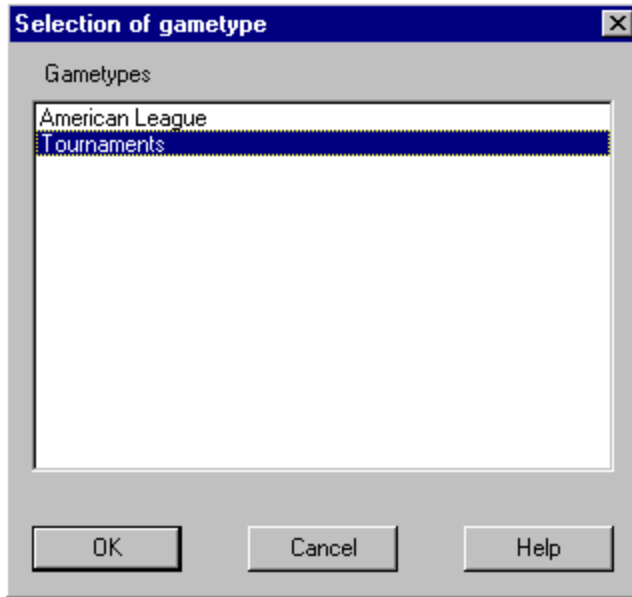 Selection of gametype
Gametypes
American League
Tournaments
OK Cancel Help